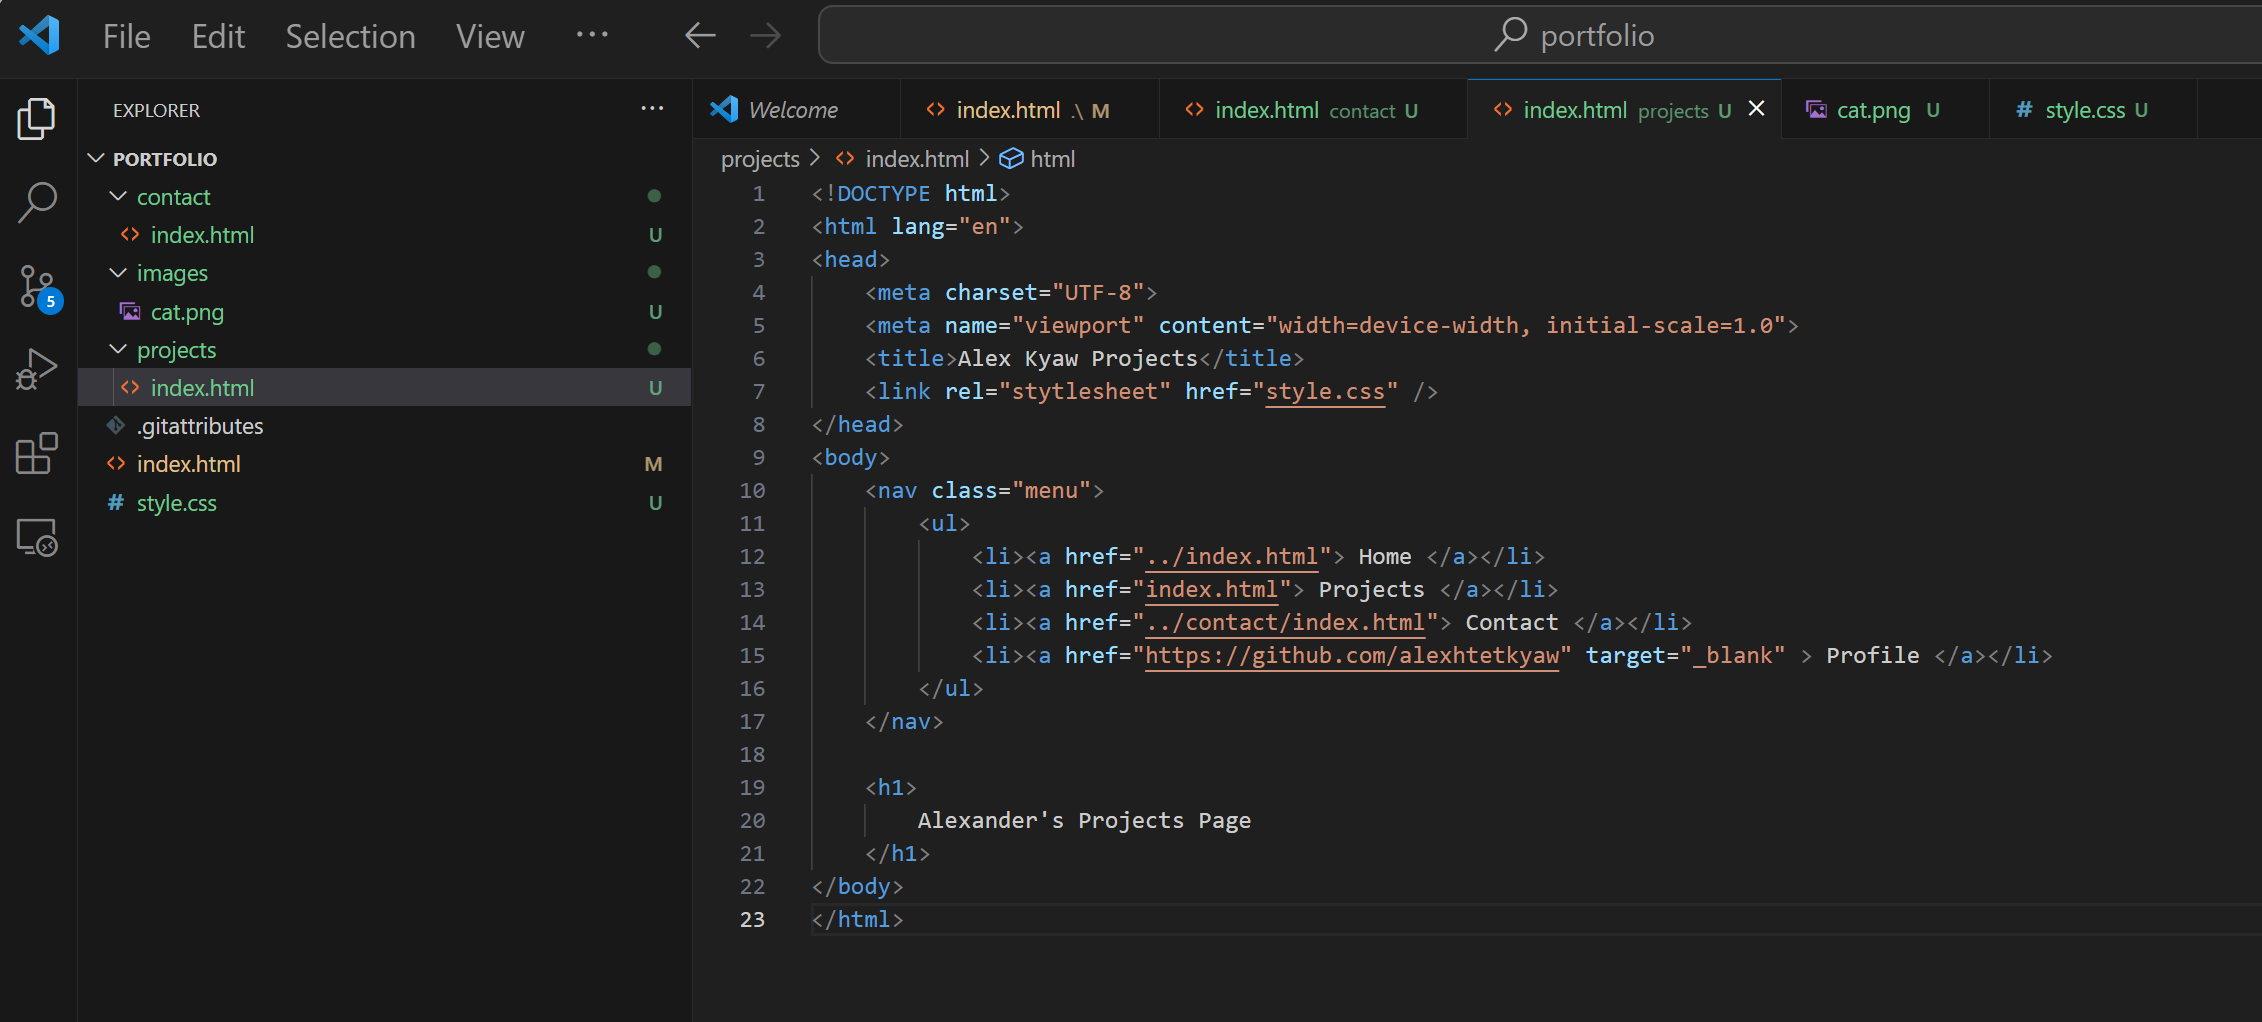 File Edit Selection View ··· portfolio
EXPLORER ···
PORTFOLIO
contact
index.html U
images
cat.png U
projects
index.html U
.gitattributes
index.html M
style.css U
5
Welcome index.html .\ M index.html contact U index.html projects U cat.png U # style.css U
projects > index.html > html
1 <!DOCTYPE html>
2 <html lang="en">
3 <head>
4 <meta charset="UTF-8">
5 <meta name="viewport" content="width=device-width, initial-scale=1.0">
6 <title>Alex Kyaw Projects</title>
7 <link rel="stytlesheet" href="style.css" />
8 </head>
9 <body>
10 <nav class="menu">
11 <ul>
12 <li><a href="../index.html"> Home </a></li>
13 <li><a href="index.html"> Projects </a></li>
14 <li><a href="../contact/index.html"> Contact </a></li>
15 <li><a href="https://github.com/alexhtetkyaw" target="_blank" > Profile </a></li>
16 </ul>
17 </nav>
18
19 <h1>
20 Alexander's Projects Page
21 </h1>
22 </body>
23 </html>